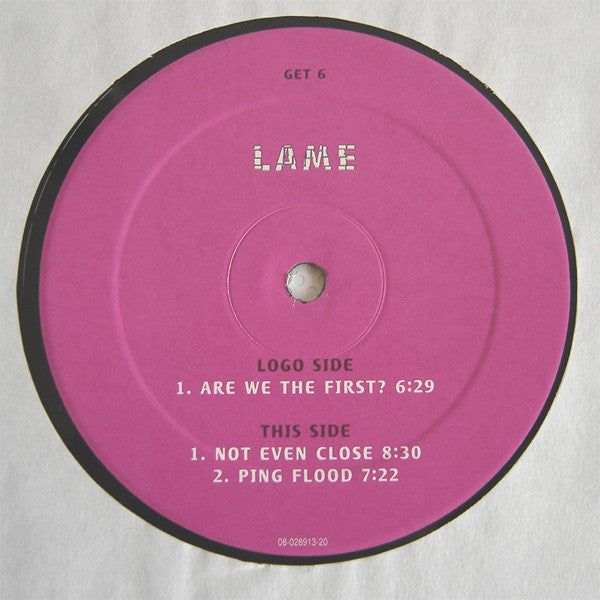 GET 6
LAME
LOGO SIDE
1. ARE WE THE FIRST? 6:29
THIS SIDE
1. NOT EVEN CLOSE 8:30
2. PING FLOOD 7:22
08-028913-20